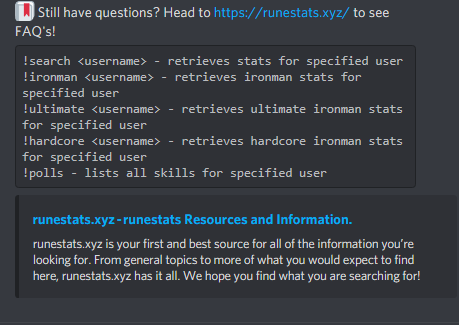 Still have questions? Head to https://runestats.xyz/ to see
FAQ's!
!search <username> - retrieves stats for specified user
!ironman <username> - retrieves ironman stats for
specified user
!ultimate <username> - retrieves ultimate ironman stats
for specified user
!hardcore <username> - retrieves hardcore ironman stats
for specified user
!polls - lists all skills for specified user
runestats.xyz - runestats Resources and Information.
runestats.xyz is your first and best source for all of the information you're
looking for. From general topics to more of what you would expect to find
here, runestats.xyz has it all. We hope you find what you are searching for!